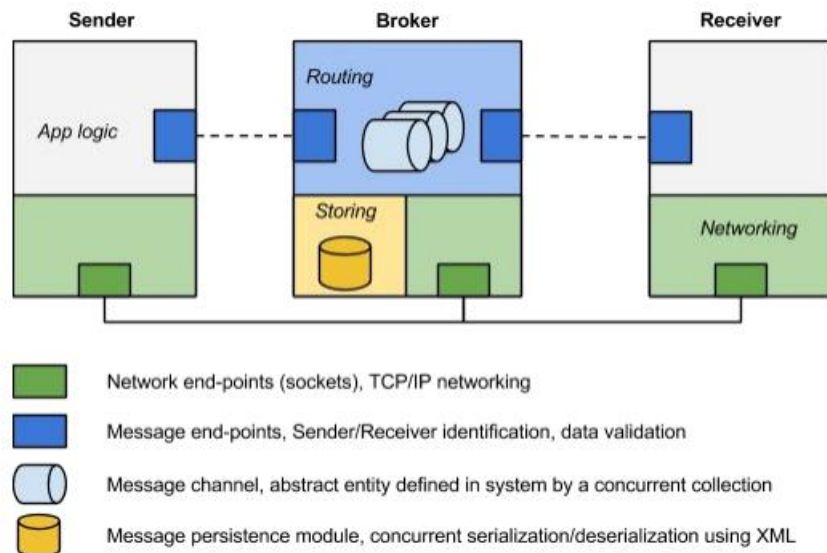 Sender
Broker
Receiver
Routing
App logic
Storing
Networking
Network end-points (sockets), TCP/IP networking
Message end-points, Sender/Receiver identification, data validation
Message channel, abstract entity defined in system by a concurrent collection
Message persistence module, concurrent serialization/deserialization using XML